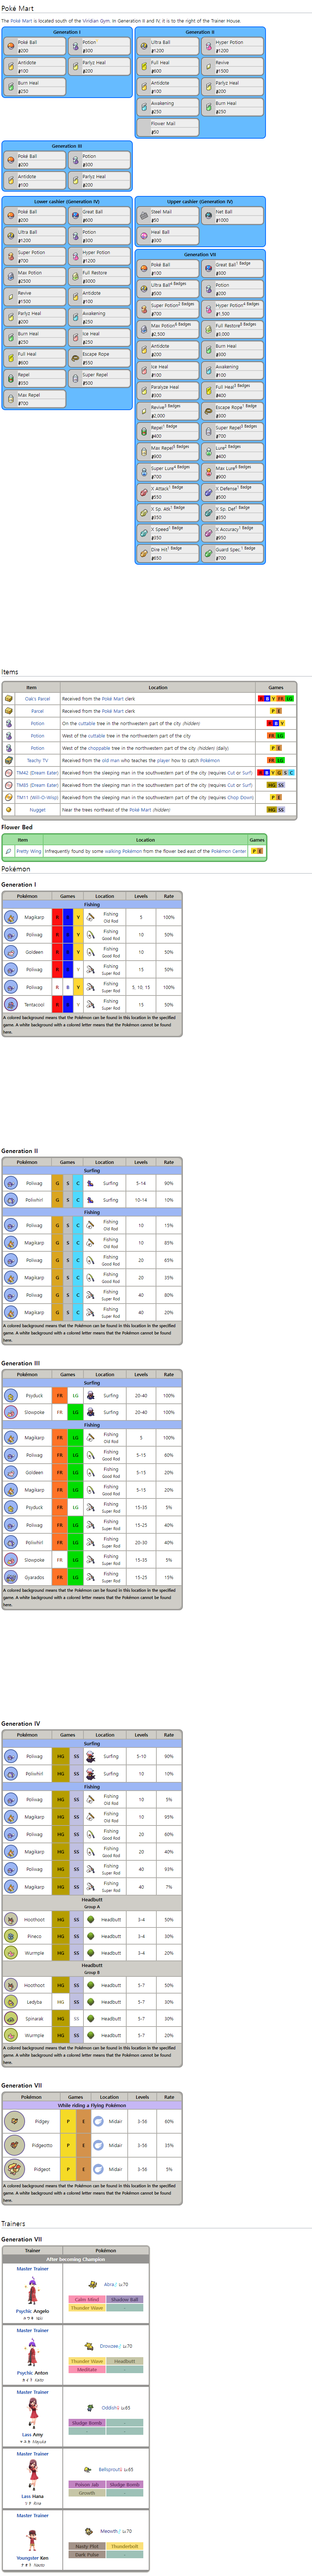 Poké Mart
The Poké Mart is located south of the Viridian Gym. In Generation II and IV, it is to the right of the Trainer House.
Generation I
Poké Ball
₽200
Potion
₽300
Antidote
₽100
Parlyz Heal
₽200
Burn Heal
₽250
Generation II
Ultra Ball
₽1200
Hyper Potion
₽1200
Full Heal
₽600
Revive
₽1500
Antidote
₽100
Parlyz Heal
₽200
Awakening
₽250
Burn Heal
₽250
Flower Mail
₽50
Generation III
Poké Ball
₽200
Potion
₽300
Antidote
₽100
Parlyz Heal
₽200
Lower cashier (Generation IV)
Poké Ball
₽200
Great Ball
₽600
Ultra Ball
₽1200
Potion
₽300
Super Potion
₽700
Hyper Potion
₽1200
Max Potion
₽2500
Full Restore
₽3000
Revive
₽1500
Antidote
₽100
Parlyz Heal
₽200
Awakening
₽250
Burn Heal
₽250
Ice Heal
₽250
Full Heal
₽600
Escape Rope
₽550
Repel
₽350
Super Repel
₽500
Max Repel
₽700
Upper cashier (Generation IV)
Steel Mail
₽50
Net Ball
₽1000
Heal Ball
₽300
Generation VII
Poké Ball
₽100
Great Ball1 Badge
₽300
Ultra Ball4 Badges
₽500
Potion
₽200
Super Potion2 Badges
₽700
Hyper Potion4 Badges
₽1,500
Max Potion6 Badges
₽2,500
Full Restore8 Badges
₽3,000
Antidote
₽200
Burn Heal
₽300
Ice Heal
₽100
Awakening
₽100
Paralyze Heal
₽300
Full Heal5 Badges
₽400
Revive3 Badges
₽2,000
Escape Rope1 Badge
₽300
Repel1 Badge
₽400
Super Repel3 Badges
₽700
Max Repel5 Badges
₽900
Lure2 Badges
₽400
Super Lure4 Badges
₽700
Max Lure6 Badges
₽900
X Attack1 Badge
₽550
X Defense1 Badge
₽500
X Sp. Atk1 Badge
₽350
X Sp. Def1 Badge
₽350
X Speed1 Badge
₽350
X Accuracy1 Badge
₽950
Dire Hit1 Badge
₽650
Guard Spec.1 Badge
₽700
Items
Item Location Games
Oak's Parcel Received from the Poké Mart clerk R B Y FR LG
Parcel Received from the Poké Mart clerk P E
Potion On the cuttable tree in the northwestern part of the city (hidden) R B Y
Potion West of the cuttable tree in the northwestern part of the city FR LG
Potion West of the choppable tree in the northwestern part of the city (hidden) (daily) P E
Teachy TV Received from the old man who teaches the player how to catch Pokémon FR LG
TM42 (Dream Eater) Received from the sleeping man in the southwestern part of the city (requires Cut or Surf) R B Y G S C
TM85 (Dream Eater) Received from the sleeping man in the southwestern part of the city (requires Cut or Surf) HG SS
TM11 (Will-O-Wisp) Received from the sleeping man in the southwestern part of the city (requires Chop Down) P E
Nugget Near the trees northeast of the Poké Mart (hidden) HG SS
Flower Bed
Item Location Games
Pretty Wing Infrequently found by some walking Pokémon from the flower bed east of the Pokémon Center P E
Pokémon
Generation I
Pokémon Games Location Levels Rate
Fishing
Magikarp R B Y Fishing Old Rod 5 100%
Poliwag R B Y Fishing Good Rod 10 50%
Goldeen R B Y Fishing Good Rod 10 50%
Poliwag R B Y Fishing Super Rod 15 50%
Poliwag R B Y Fishing Super Rod 5, 10, 15 100%
Tentacool R B Y Fishing Super Rod 15 50%
A colored background means that the Pokémon can be found in this location in the specified
game. A white background with a colored letter means that the Pokémon cannot be found
here.
Generation II
Pokémon Games Location Levels Rate
Surfing
Poliwag G S C Surfing 5-14 90%
Poliwhirl G S C Surfing 10-14 10%
Fishing
Poliwag G S C Fishing Old Rod 10 15%
Magikarp G S C Fishing Old Rod 10 85%
Poliwag G S C Fishing Good Rod 20 65%
Magikarp G S C Fishing Good Rod 20 35%
Poliwag G S C Fishing Super Rod 40 80%
Magikarp G S C Fishing Super Rod 40 20%
A colored background means that the Pokémon can be found in this location in the specified
game. A white background with a colored letter means that the Pokémon cannot be found
here.
Generation III
Pokémon Games Location Levels Rate
Surfing
Psyduck FR LG Surfing 20-40 100%
Slowpoke FR LG Surfing 20-40 100%
Fishing
Magikarp FR LG Fishing Old Rod 5 100%
Poliwag FR LG Fishing Good Rod 5-15 60%
Goldeen FR LG Fishing Good Rod 5-15 20%
Magikarp FR LG Fishing Good Rod 5-15 20%
Psyduck FR LG Fishing Super Rod 15-35 5%
Poliwag FR LG Fishing Super Rod 15-25 40%
Poliwhirl FR LG Fishing Super Rod 20-30 40%
Slowpoke FR LG Fishing Super Rod 15-35 5%
Gyarados FR LG Fishing Super Rod 15-25 15%
A colored background means that the Pokémon can be found in this location in the specified
game. A white background with a colored letter means that the Pokémon cannot be found
here.
Generation IV
Pokémon Games Location Levels Rate
Surfing
Poliwag HG SS Surfing 5-10 90%
Poliwhirl HG SS Surfing 10 10%
Fishing
Poliwag HG SS Fishing Old Rod 10 5%
Magikarp HG SS Fishing Old Rod 10 95%
Poliwag HG SS Fishing Good Rod 20 60%
Magikarp HG SS Fishing Good Rod 20 40%
Poliwag HG SS Fishing Super Rod 40 93%
Magikarp HG SS Fishing Super Rod 40 7%
Headbutt
Group A
Hoothoot HG SS Headbutt 3-4 50%
Pineco HG SS Headbutt 3-4 30%
Wurmple HG SS Headbutt 3-4 20%
Headbutt
Group B
Hoothoot HG SS Headbutt 5-7 50%
Ledyba HG SS Headbutt 5-7 30%
Spinarak HG SS Headbutt 5-7 30%
Wurmple HG SS Headbutt 5-7 20%
A colored background means that the Pokémon can be found in this location in the specified
game. A white background with a colored letter means that the Pokémon cannot be found
here.
Generation VII
Pokémon Games Location Levels Rate
While riding a Flying Pokémon
Pidgey P E Midair 3-56 60%
Pidgeotto P E Midair 3-56 35%
Pidgeot P E Midair 3-56 5%
A colored background means that the Pokémon can be found in this location in the specified
game. A white background with a colored letter means that the Pokémon cannot be found
here.
Trainers
Generation VII
Trainer Pokémon
After becoming Champion
Master Trainer
Psychic Angelo
Abra♂ Lv.70
Calm Mind Shadow Ball
Thunder Wave
Master Trainer
Psychic Anton
Drowzee♂ Lv.70
Thunder Wave Headbutt
Meditate
Master Trainer
Lass Amy
Oddish♀ Lv.65
Sludge Bomb
Master Trainer
Lass Hana
Bellsprout♀ Lv.65
Poison Jab Sludge Bomb
Growth
Master Trainer
Youngster Ken
Meowth♂ Lv.70
Nasty Plot Thunderbolt
Dark Pulse